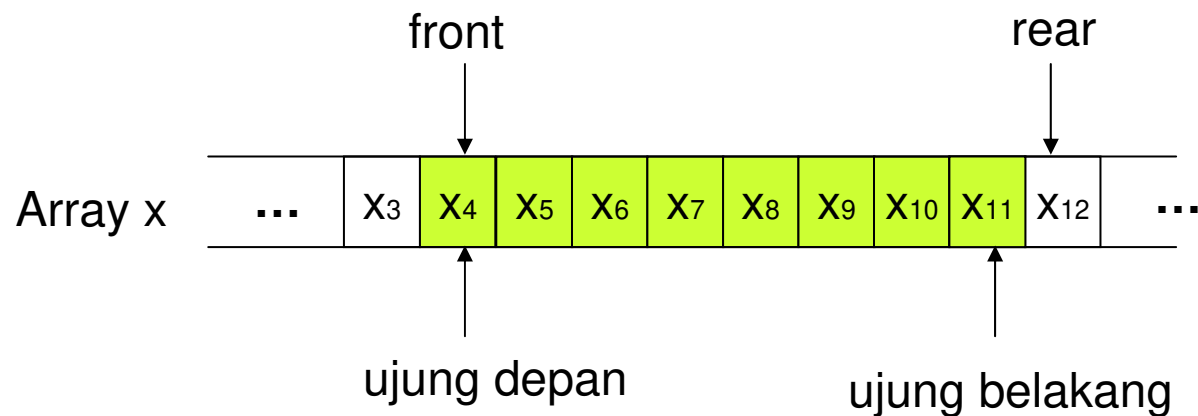 front rear
Array x ... x3 x4 x5 x6 x7 x8 x9 x10 x11 x12 ...
ujung depan ujung belakang